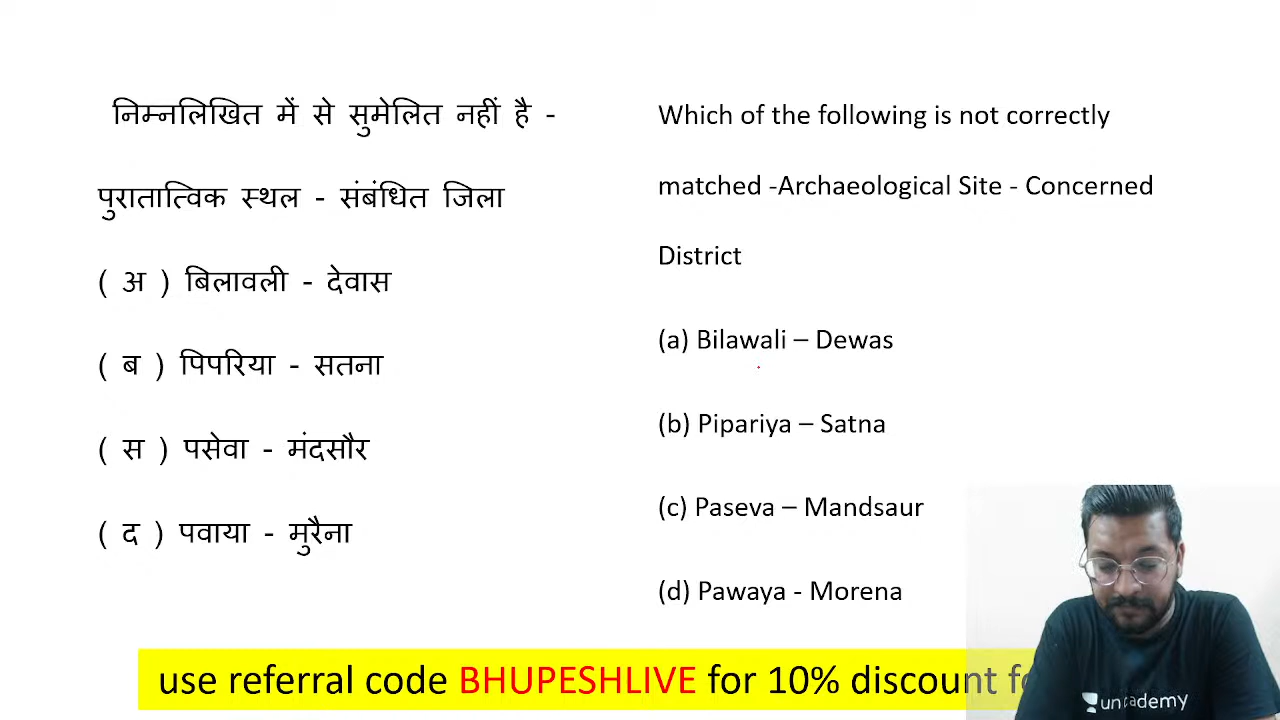 निम्नलिखित में से सुमेलित नहीं है -
पुरातात्विक स्थल - संबंधित जिला
( अ ) बिलावली - देवास
( ब ) पिपरिया - सतना
( स ) पसेवा - मंदसौर
( द ) पवाया - मुरैना
Which of the following is not correctly
matched -Archaeological Site - Concerned
District
(a) Bilawali – Dewas
(b) Pipariya – Satna
(c) Paseva – Mandsaur
(d) Pawaya - Morena
use referral code BHUPESHLIVE for 10% discount
unacademy